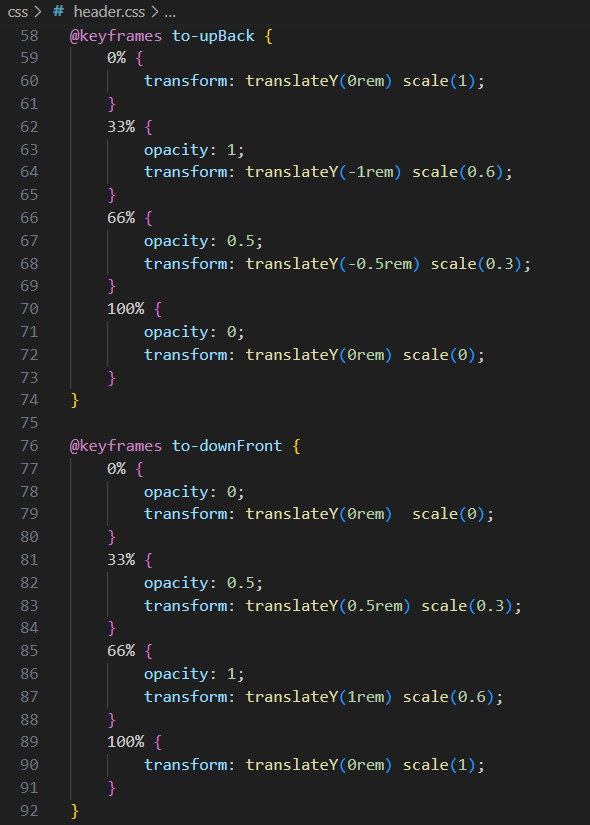 css > # header.css > ...
58 @keyframes to-upBack {
59     0% {
60         transform: translateY(0rem) scale(1);
61     }
62     33% {
63         opacity: 1;
64         transform: translateY(-1rem) scale(0.6);
65     }
66     66% {
67         opacity: 0.5;
68         transform: translateY(-0.5rem) scale(0.3);
69     }
70     100% {
71         opacity: 0;
72         transform: translateY(0rem) scale(0);
73     }
74 }
75
76 @keyframes to-downFront {
77     0% {
78         opacity: 0;
79         transform: translateY(0rem)  scale(0);
80     }
81     33% {
82         opacity: 0.5;
83         transform: translateY(0.5rem) scale(0.3);
84     }
85     66% {
86         opacity: 1;
87         transform: translateY(1rem) scale(0.6);
88     }
89     100% {
90         transform: translateY(0rem) scale(1);
91     }
92 }